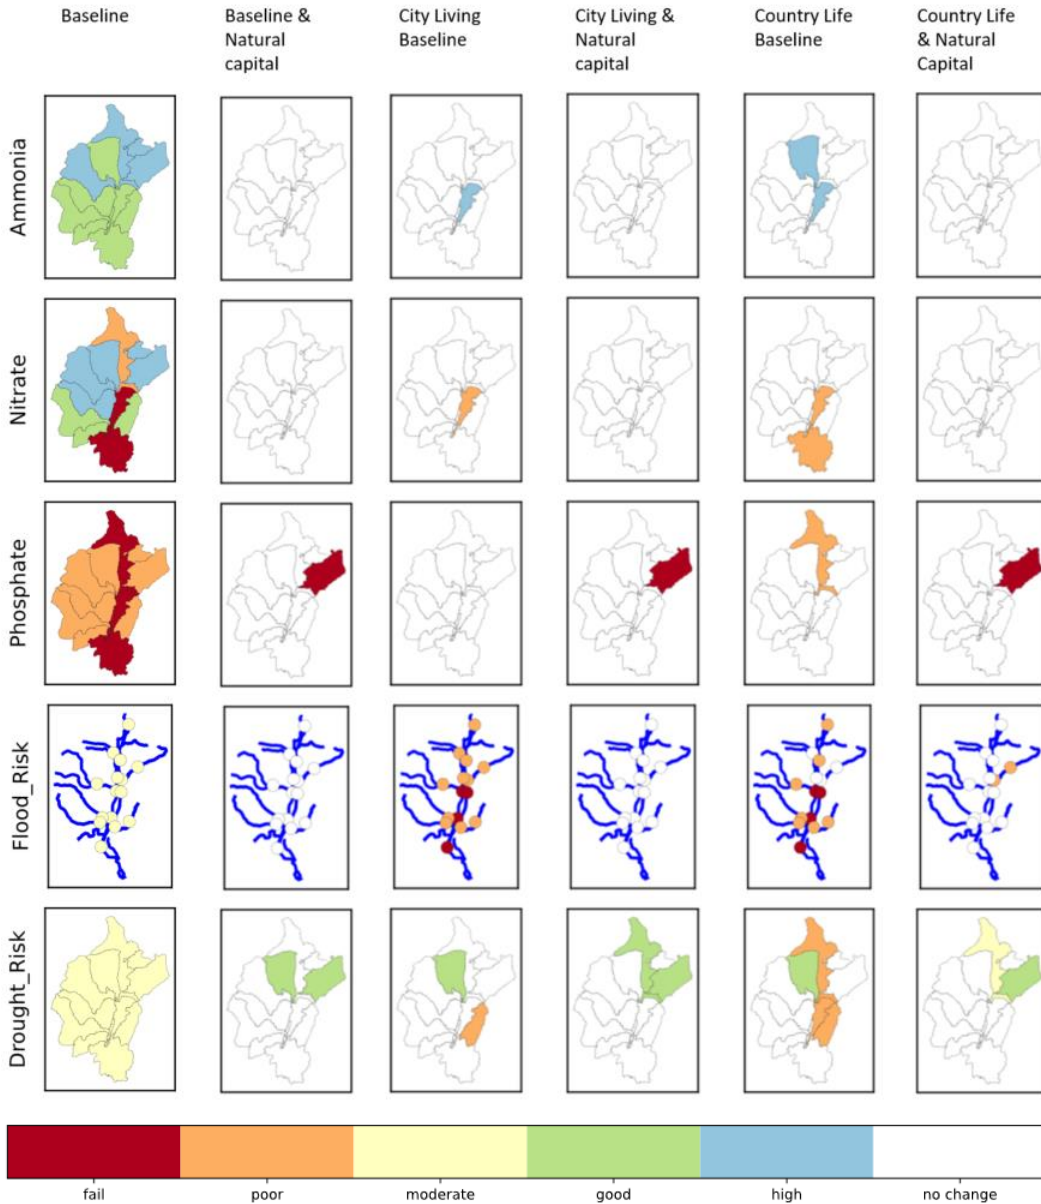 Baseline
Baseline &
Natural
capital
City Living
Baseline
City Living &
Natural
capital
Country Life
Baseline
Country Life
& Natural
Capital
Ammonia
Nitrate
Phosphate
Flood_Risk
Drought_Risk
fail
poor
moderate
good
high
no change